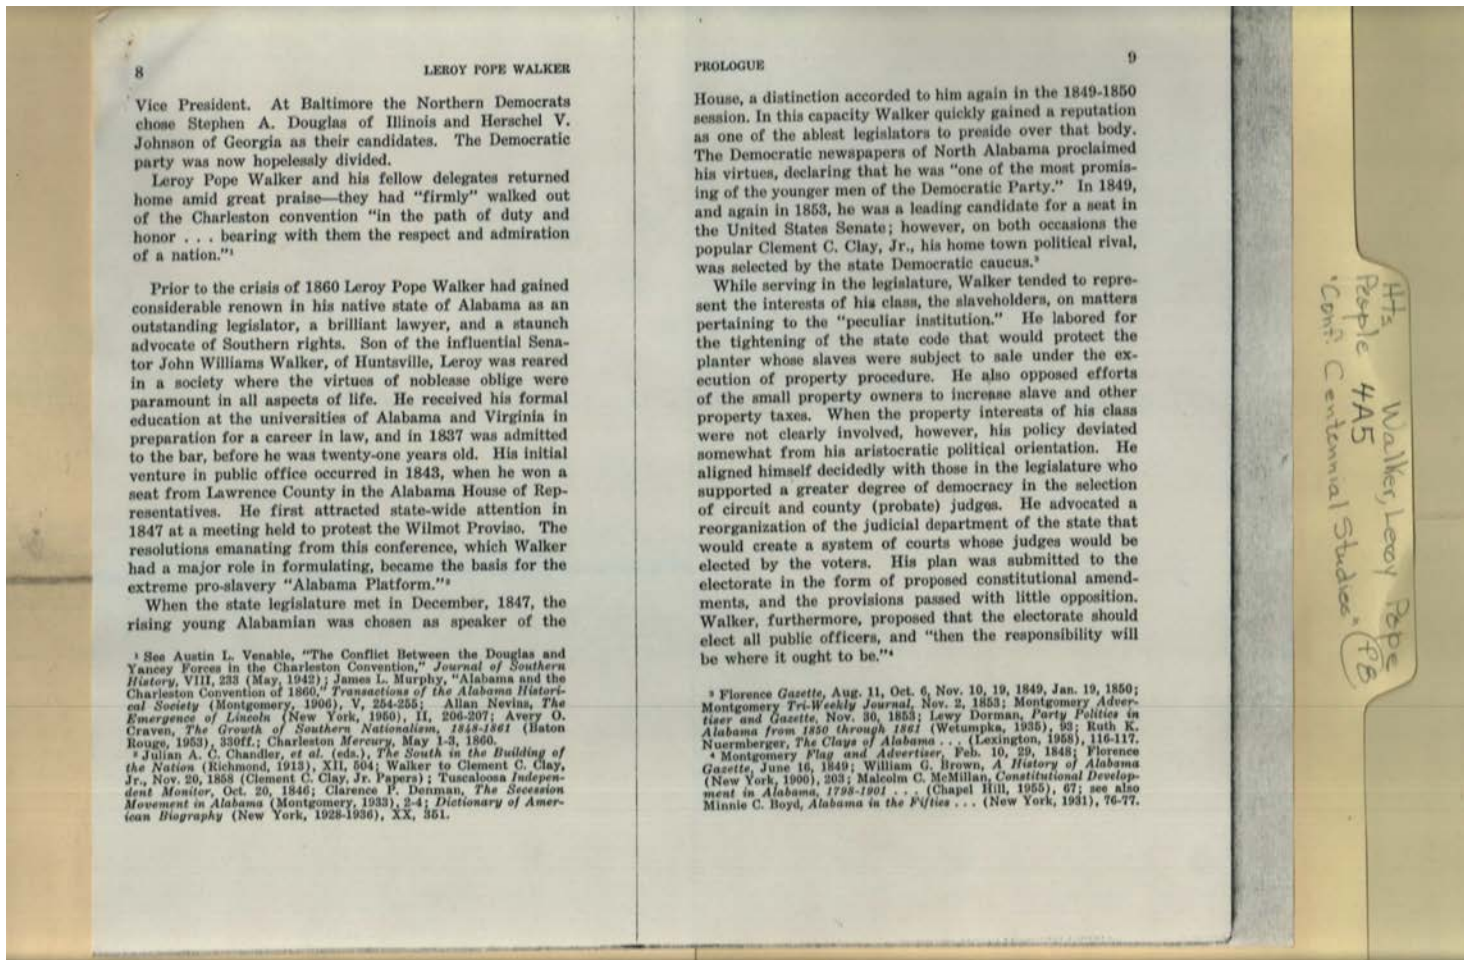 8
LEROY POPE WALKER
Vice President. At Baltimore the Northern Democrats
chose Stephen A. Douglas of Illinois and Herschel V.
Johnson of Georgia as their candidates. The Democratic
party was now hopelessly divided.
Leroy Pope Walker and his fellow delegates returned
home amid great praise—they had "firmly" walked out
of the Charleston convention "in the path of duty and
honor . . . bearing with them the respect and admiration
of a nation."¹
Prior to the crisis of 1860 Leroy Pope Walker had gained
considerable renown in his native state of Alabama as an
outstanding legislator, a brilliant lawyer, and a staunch
advocate of Southern rights. Son of the influential Sena-
tor John Williams Walker, of Huntsville, Leroy was reared
in a society where the virtues of noblesse oblige were
paramount in all aspects of life. He received his formal
education at the universities of Alabama and Virginia in
preparation for a career in law, and in 1837 was admitted
to the bar, before he was twenty-one years old. His initial
venture in public office occurred in 1843, when he won a
seat from Lawrence County in the Alabama House of Rep-
resentatives. He first attracted state-wide attention in
1847 at a meeting held to protest the Wilmot Proviso. The
resolutions emanating from this conference, which Walker
had a major role in formulating, became the basis for the
extreme pro-slavery "Alabama Platform."²
When the state legislature met in December, 1847, the
rising young Alabamian was chosen as speaker of the
¹ See Austin L. Venable, "The Conflict Between the Douglas and
Yancey Forces in the Charleston Convention," Journal of Southern
History, VIII, 233 (May, 1942); James L. Murphy, "Alabama and the
Charleston Convention of 1860," Transactions of the Alabama Histori-
cal Society (Montgomery, 1906), V, 254-255; Allan Nevins, The
Emergence of Lincoln (New York, 1950), II, 206-207; Avery O.
Craven, The Growth of Southern Nationalism, 1848-1861 (Baton
Rouge, 1953), 330ff.; Charleston Mercury, May 1-3, 1860.
² Julian A. C. Chandler, et al. (eds.), The South in the Building of
the Nation (Richmond, 1913), XII, 504; Walker to Clement C. Clay,
Jr., Nov. 20, 1858 (Clement C. Clay, Jr. Papers); Tuscaloosa Indepen-
dent Monitor, Oct. 20, 1846; Clarence P. Denman, The Secession
Movement in Alabama (Montgomery, 1933), 2-4; Dictionary of Amer-
ican Biography (New York, 1928-1936), XX, 351.
PROLOGUE
9
House, a distinction accorded to him again in the 1849-1850
session. In this capacity Walker quickly gained a reputation
as one of the ablest legislators to preside over that body.
The Democratic newspapers of North Alabama proclaimed
his virtues, declaring that he was "one of the most promis-
ing of the younger men of the Democratic Party." In 1849,
and again in 1853, he was a leading candidate for a seat in
the United States Senate; however, on both occasions the
popular Clement C. Clay, Jr., his home town political rival,
was selected by the state Democratic caucus.³
While serving in the legislature, Walker tended to repre-
sent the interests of his class, the slaveholders, on matters
pertaining to the "peculiar institution." He labored for
the tightening of the state code that would protect the
planter whose slaves were subject to sale under the ex-
ecution of property procedure. He also opposed efforts
of the small property owners to increase slave and other
property taxes. When the property interests of his class
were not clearly involved, however, his policy deviated
somewhat from his aristocratic political orientation. He
aligned himself decidedly with those in the legislature who
supported a greater degree of democracy in the selection
of circuit and county (probate) judges. He advocated a
reorganization of the judicial department of the state that
would create a system of courts whose judges would be
elected by the voters. His plan was submitted to the
electorate in the form of proposed constitutional amend-
ments, and the provisions passed with little opposition.
Walker, furthermore, proposed that the electorate should
elect all public officers, and "then the responsibility will
be where it ought to be."⁴
³ Florence Gazette, Aug. 11, Oct. 6, Nov. 10, 19, 1849, Jan. 19, 1850;
Montgomery Tri-Weekly Journal, Nov. 2, 1853; Montgomery Adver-
tiser and Gazette, Nov. 30, 1853; Lewy Dorman, Party Politics in
Alabama from 1850 through 1861 (Wetumpka, 1935), 93; Ruth K.
Nuermberger, The Clays of Alabama . . . (Lexington, 1958), 116-117.
⁴ Montgomery Flag and Advertiser, Feb. 10, 29, 1848; Florence
Gazette, June 16, 1849; William G. Brown, A History of Alabama
(New York, 1900), 203; Malcolm C. McMillan, Constitutional Develop-
ment in Alabama, 1798-1901 . . . (Chapel Hill, 1955), 67; see also
Minnie C. Boyd, Alabama in the Fifties . . . (New York, 1931), 76-77.
Walker, Leroy Pope
People 4A5
"Conf. Centennial Studies" P8